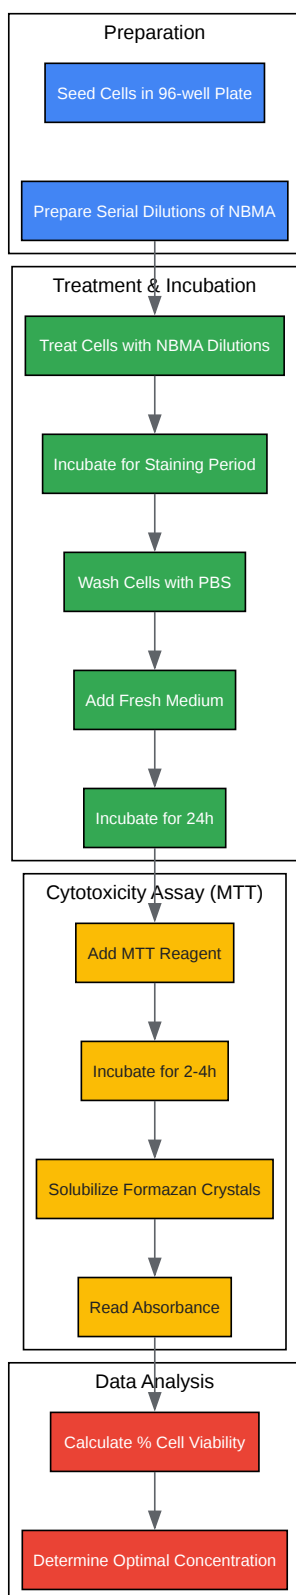 Preparation
Seed Cells in 96-well Plate
Prepare Serial Dilutions of NBMA
Treatment & Incubation
Treat Cells with NBMA Dilutions
Incubate for Staining Period
Wash Cells with PBS
Add Fresh Medium
Incubate for 24h
Cytotoxicity Assay (MTT)
Add MTT Reagent
Incubate for 2-4h
Solubilize Formazan Crystals
Read Absorbance
Data Analysis
Calculate % Cell Viability
Determine Optimal Concentration